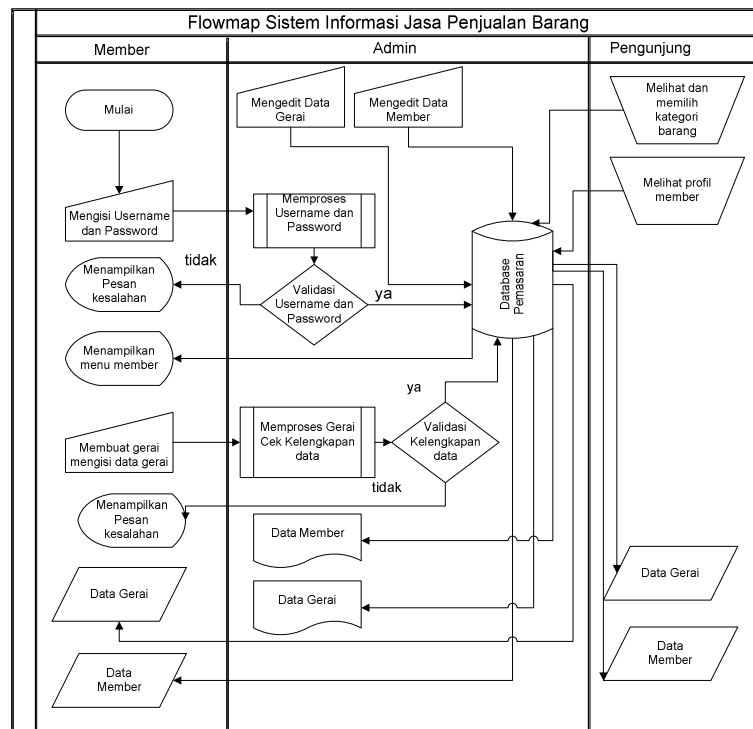 Flowmap Sistem Informasi Jasa Penjualan Barang
Member
Admin
Pengunjung
Mulai
Mengedit Data
Gerai
Mengedit Data
Member
Melihat dan
memilih
kategori
barang
Mengisi Username
dan Password
Memproses
Username dan
Password
Melihat profil
member
Menampilkan
Pesan
kesalahan
tidak
Validasi
Username dan
Password
ya
Database
Pemasaran
Menampilkan
menu member
ya
Membuat gerai
mengisi data gerai
Memproses Gerai
Cek Kelengkapan
data
Validasi
Kelengkapan
data
tidak
Menampilkan
Pesan
kesalahan
Data Member
Data Gerai
Data Gerai
Data Gerai
Data
Member
Data
Member